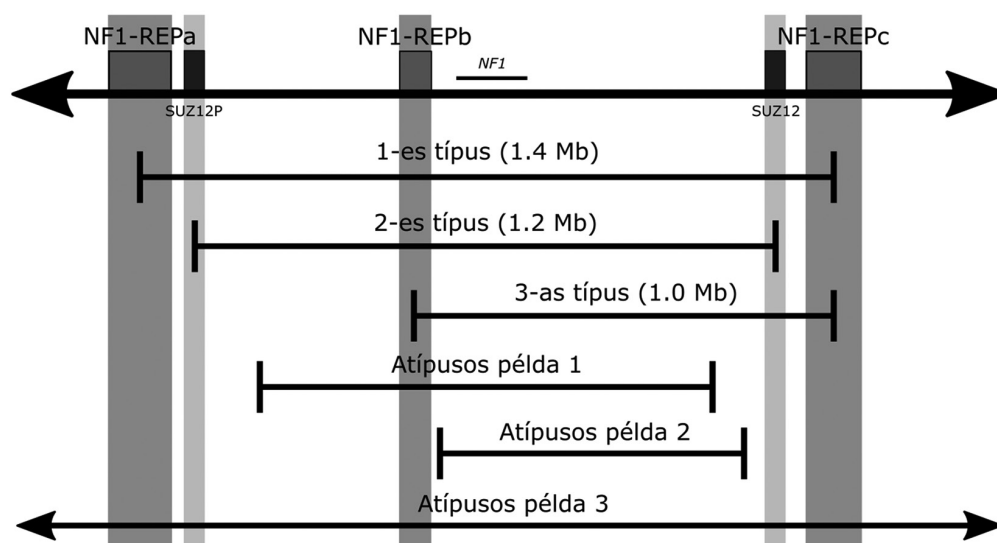 NF1-REPa NF1-REPb NF1 NF1-REPc
SUZ12P SUZ12
1-es típus (1.4 Mb)
2-es típus (1.2 Mb)
3-as típus (1.0 Mb)
Atípusos példa 1
Atípusos példa 2
Atípusos példa 3